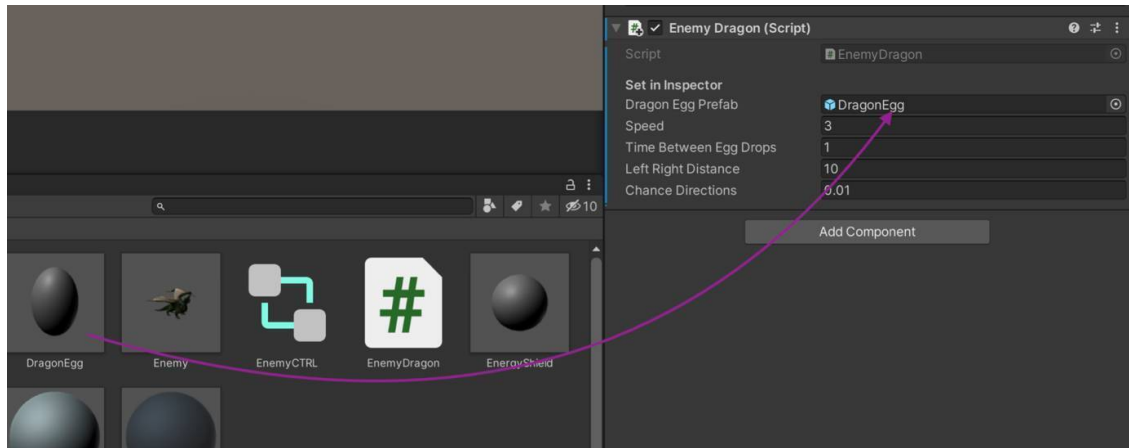 Enemy Dragon (Script)
Script EnemyDragon
Set in Inspector
Dragon Egg Prefab DragonEgg
Speed 3
Time Between Egg Drops 1
Left Right Distance 10
Chance Directions 0.01
Add Component
10
DragonEgg Enemy EnemyCTRL EnemyDragon EnergyShield